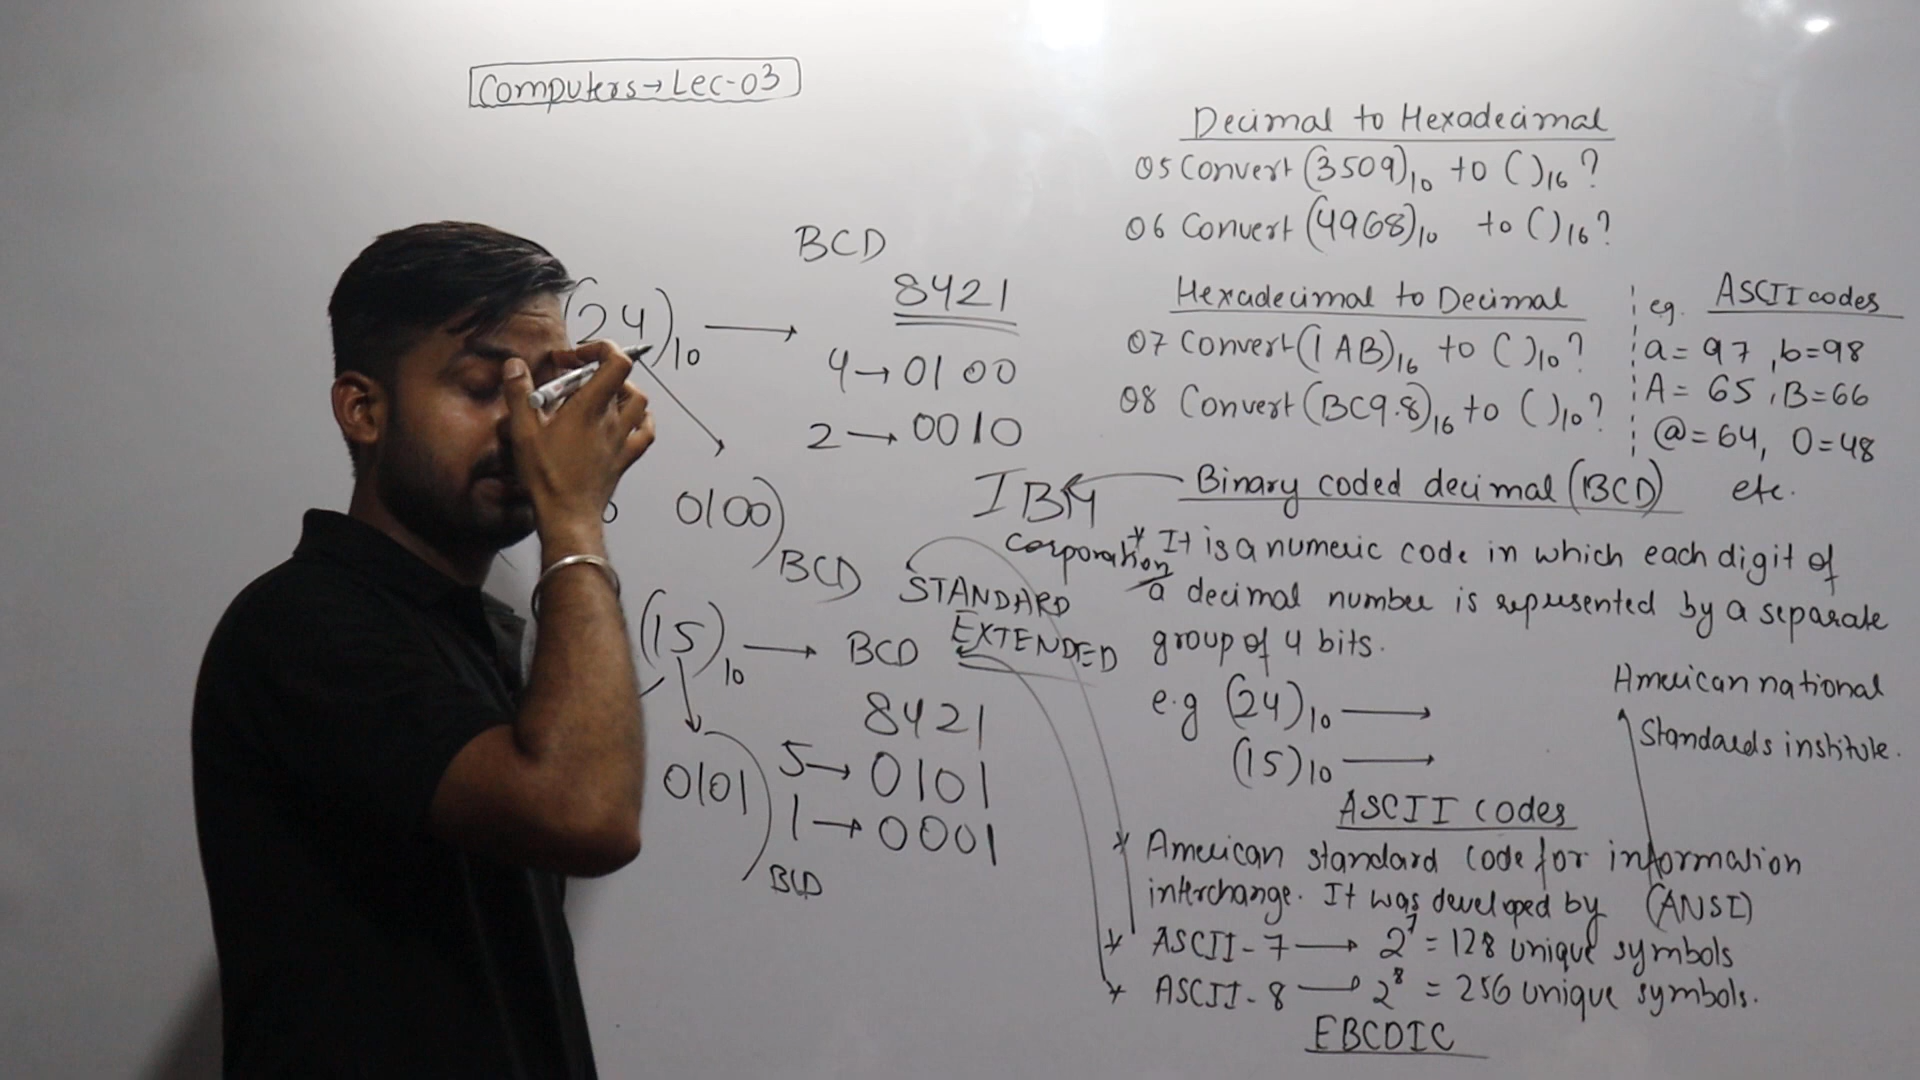 Computers → Lec-03
BCD
(24)10 →
8421
4 → 0100
2 → 0010
0100)BCD
(15)10 → BCD
8421
5 → 0101
1 → 0001
0101)BCD
Decimal to Hexadecimal
05 Convert (3509)10 to ( )16 ?
06 Convert (4968)10 to ( )16 ?
Hexadecimal to Decimal
07 Convert (1AB)16 to ( )10 ?
08 Convert (BC9.8)16 to ( )10 ?
eg. ASCII codes
a = 97, b = 98
A = 65, B = 66
@ = 64, 0 = 48
etc.
IBM
corporation
Binary coded decimal (BCD)
* It is a numeric code in which each digit of
a decimal number is represented by a separate
group of 4 bits.
STANDARD
EXTENDED
e.g (24)10 →
(15)10 →
American national
Standards institute.
ASCII codes
* American standard code for information
interchange. It was developed by (ANSI)
* ASCII-7 → 2⁷ = 128 unique symbols
* ASCII-8 → 2⁸ = 256 unique symbols.
EBCDIC